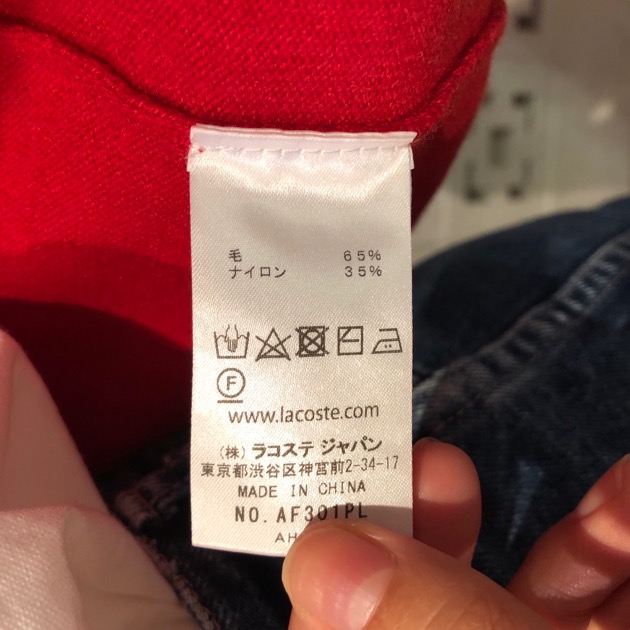 毛 65%
ナイロン 35%
F
www.lacoste.com
(株) ラコステ ジャパン
東京都渋谷区神宮前2-34-17
MADE IN CHINA
NO. AF301PL
AH